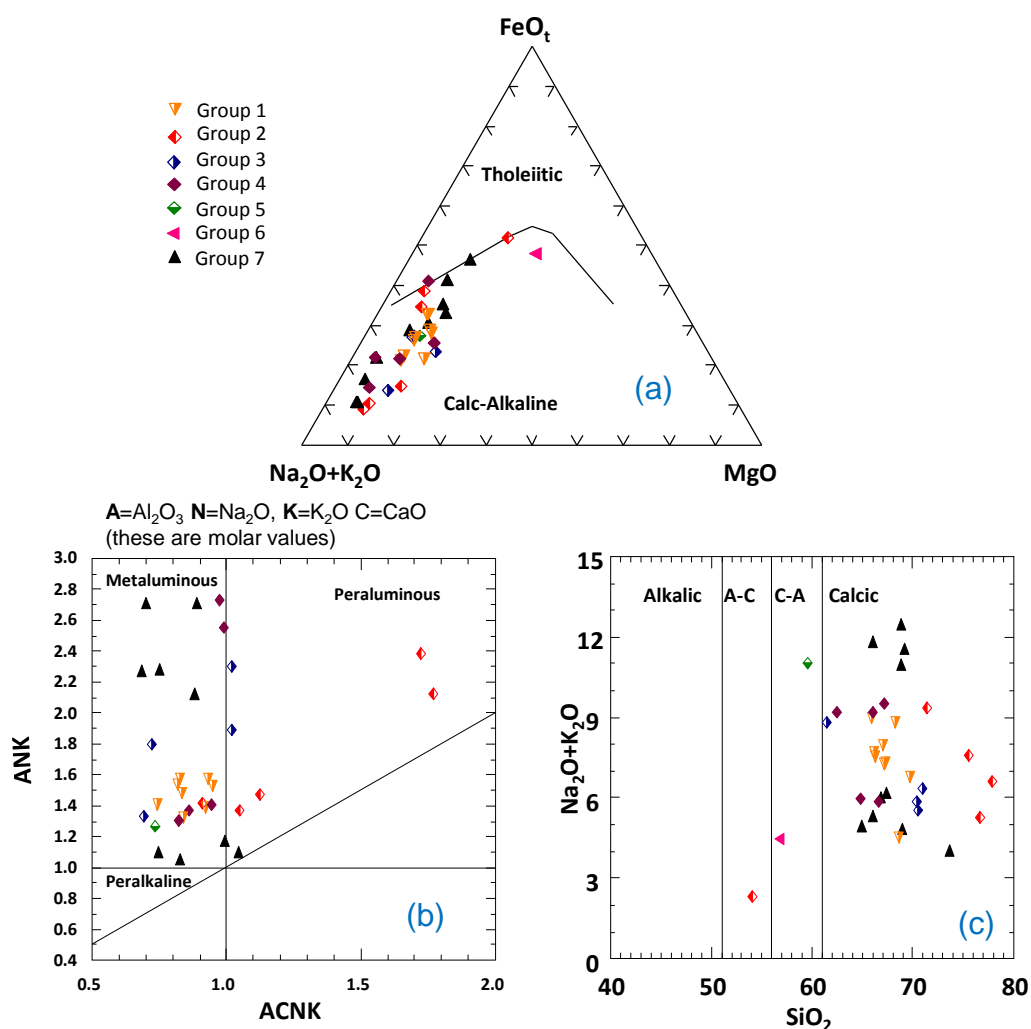 FeOₜ
Group 1
Group 2
Group 3
Group 4
Group 5
Group 6
Group 7
Tholeiitic
(a)
Calc-Alkaline
Na₂O+K₂O
MgO
A=Al₂O₃ N=Na₂O, K=K₂O C=CaO
(these are molar values)
3.0
2.8
2.6
2.4
2.2
2.0
1.8
1.6
1.4
1.2
1.0
0.8
0.6
0.4
ANK
Metaluminous
Peraluminous
Peralkaline
(b)
0.5
1.0
1.5
2.0
ACNK
15
12
9
6
3
0
Na₂O+K₂O
Alkalic
A-C
C-A
Calcic
(c)
40
50
60
70
80
SiO₂